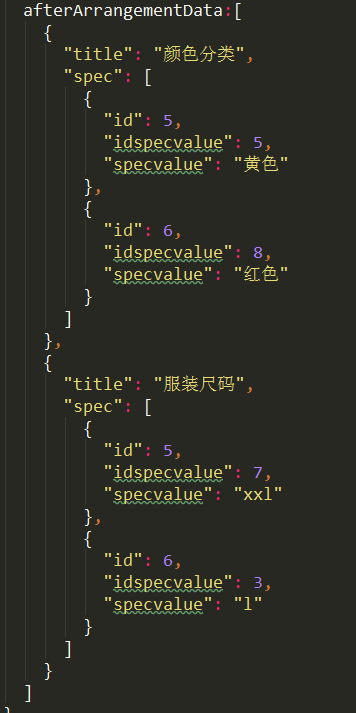 afterArrangementData:[
{
"title": "颜色分类",
"spec": [
{
"id": 5,
"idspecvalue": 5,
"specvalue": "黄色"
},
{
"id": 6,
"idspecvalue": 8,
"specvalue": "红色"
}
]
},
{
"title": "服装尺码",
"spec": [
{
"id": 5,
"idspecvalue": 7,
"specvalue": "xxl"
},
{
"id": 6,
"idspecvalue": 3,
"specvalue": "l"
}
]
}
]